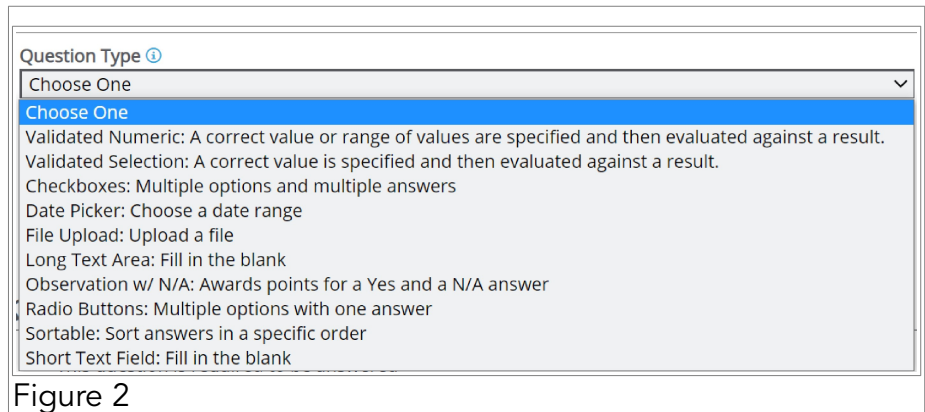 Question Type
Choose One
Choose One
Validated Numeric: A correct value or range of values are specified and then evaluated against a result.
Validated Selection: A correct value is specified and then evaluated against a result.
Checkboxes: Multiple options and multiple answers
Date Picker: Choose a date range
File Upload: Upload a file
Long Text Area: Fill in the blank
Observation w/ N/A: Awards points for a Yes and a N/A answer
Radio Buttons: Multiple options with one answer
Sortable: Sort answers in a specific order
Short Text Field: Fill in the blank
Figure 2